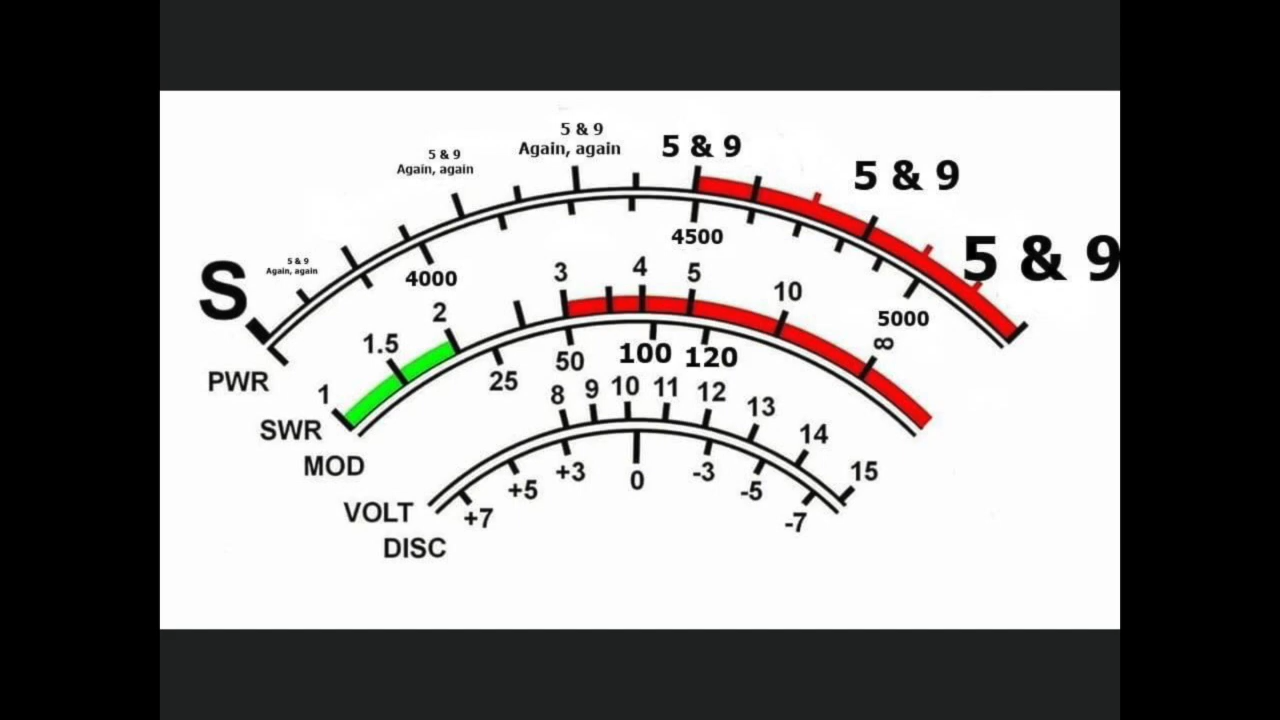 5 & 9
Again, again
5 & 9
Again, again
5 & 9
Again, again
5 & 9
5 & 9
5 & 9
S
4000
4500
5000
PWR
1
1.5
2
3
4
5
10
∞
SWR
25
50
100
120
MOD
8
9
10
11
12
13
14
15
VOLT
+7
+5
+3
0
-3
-5
-7
DISC